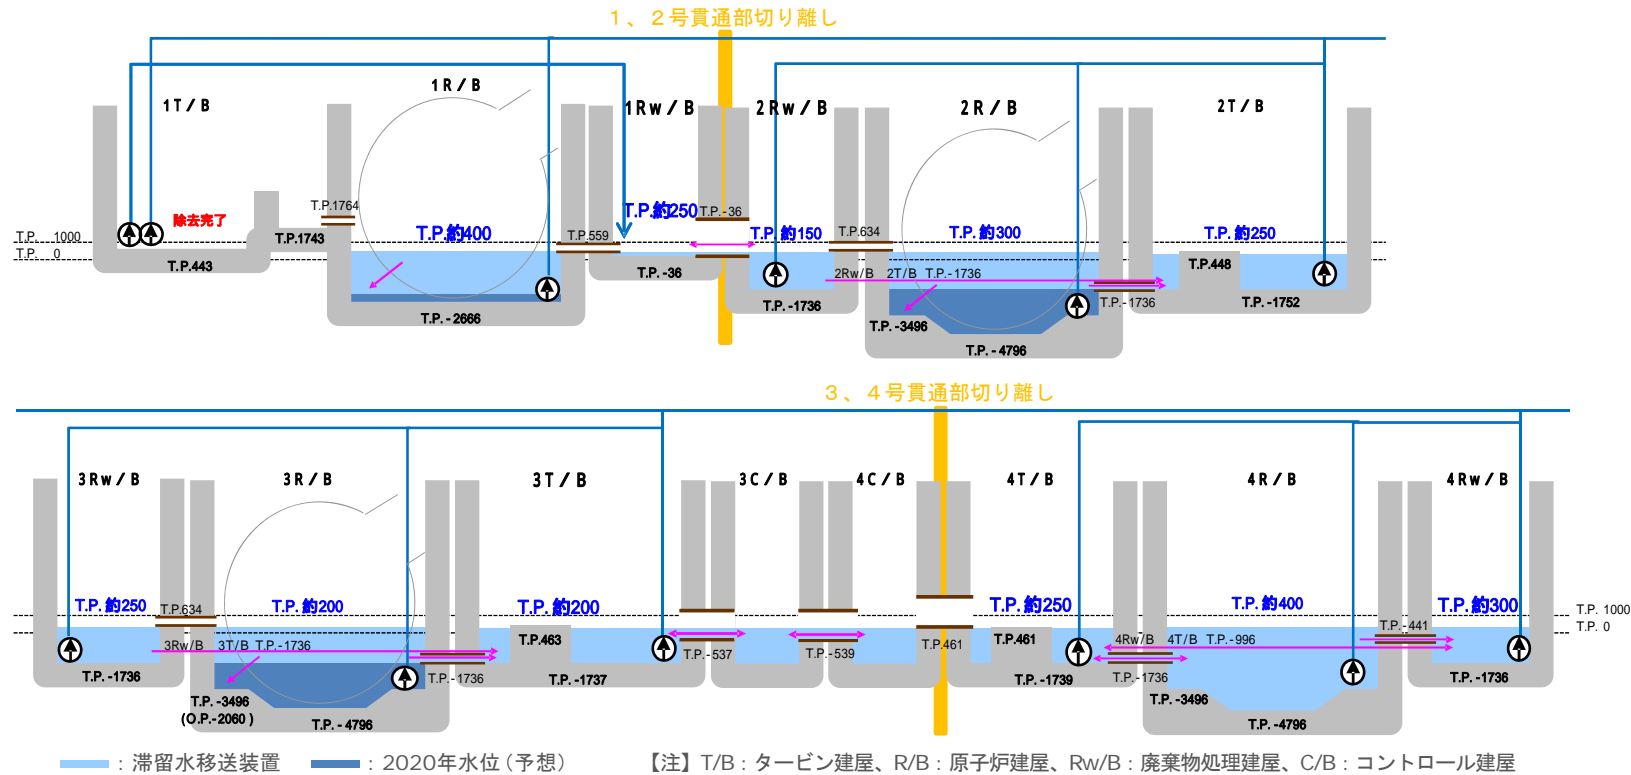 1、2号貫通部切り離し
1T/B
1R/B
1Rw/B
2Rw/B
2R/B
2T/B
除去完了
T.P.1764
T.P.約400
T.P.約250
T.P.-36
T.P.約150
T.P.634
T.P.約300
T.P.約250
T.P. 1000
T.P. 0
T.P.1743
T.P.559
T.P.443
T.P. -36
2Rw/B 2T/B T.P.-1736
T.P.448
T.P.-2666
T.P.-1736
T.P.-3496
T.P.-1736
T.P.-1752
T.P.-4796
3、4号貫通部切り離し
3Rw/B
3R/B
3T/B
3C/B
4C/B
4T/B
4R/B
4Rw/B
T.P.約250
T.P.634
T.P.約200
T.P.約200
T.P.約250
T.P.約400
T.P.約300
T.P. 1000
T.P. 0
3Rw/B 3T/B T.P.-1736
T.P.463
T.P.-537
T.P.-539
T.P.461
T.P.461
4Rw/B 4T/B T.P.-996
T.P.-441
T.P.-1736
T.P.-3496
(O.P.-2060)
T.P.-4796
T.P.-1736
T.P.-1737
T.P.-1739
T.P.-1736
T.P.-3496
T.P.-4796
T.P.-1736
：滞留水移送装置
：2020年水位（予想）
【注】T/B：タービン建屋、R/B：原子炉建屋、Rw/B：廃棄物処理建屋、C/B：コントロール建屋